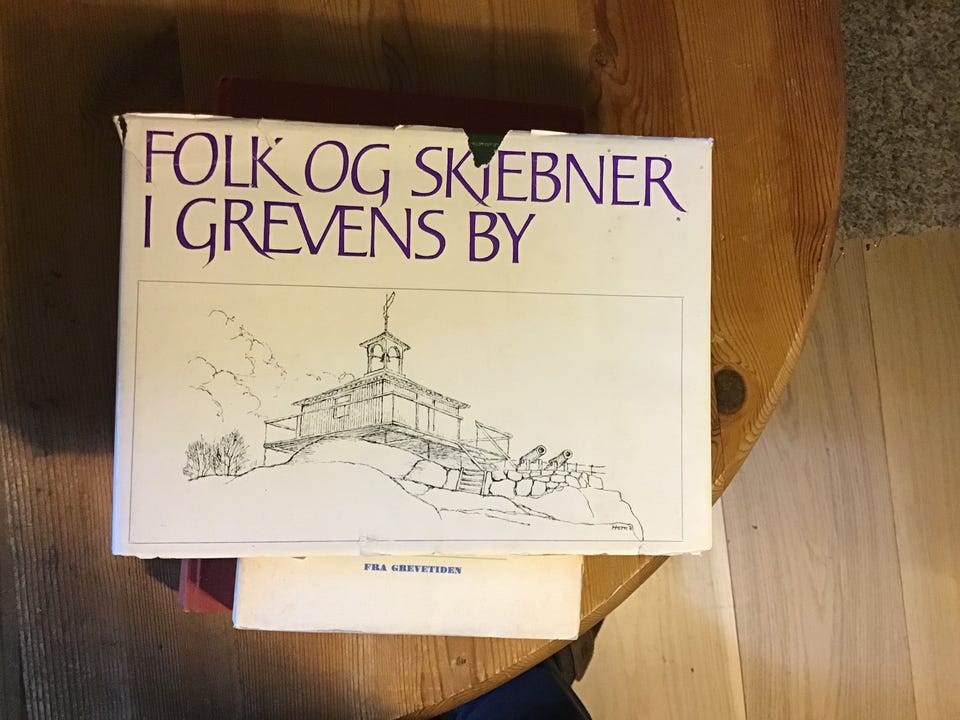 FOLK OG SKJEBNER
I GREVENS BY
FRA GREVETIDEN